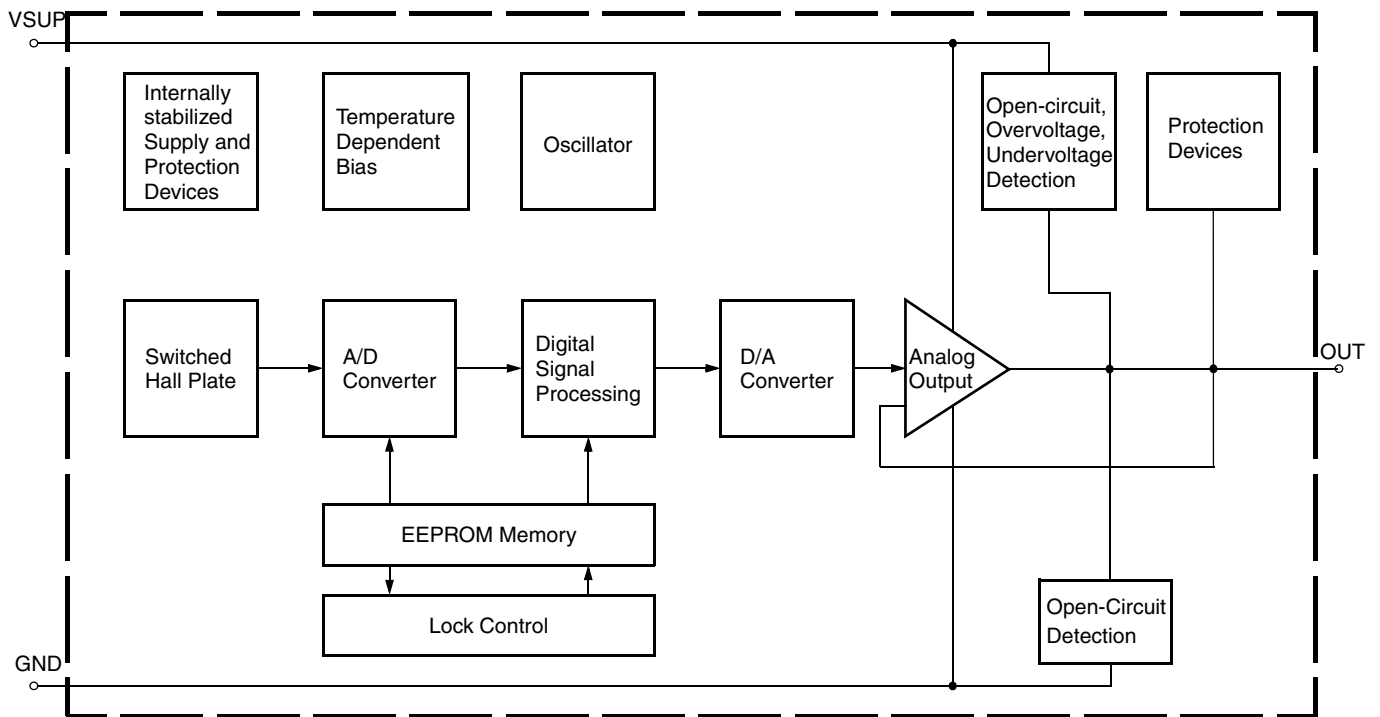 VSUP
Internally
stabilized
Supply and
Protection
Devices
Temperature
Dependent
Bias
Oscillator
Open-circuit,
Overvoltage,
Undervoltage
Detection
Protection
Devices
Switched
Hall Plate
A/D
Converter
Digital
Signal
Processing
D/A
Converter
Analog
Output
OUT
EEPROM Memory
Lock Control
Open-Circuit
Detection
GND